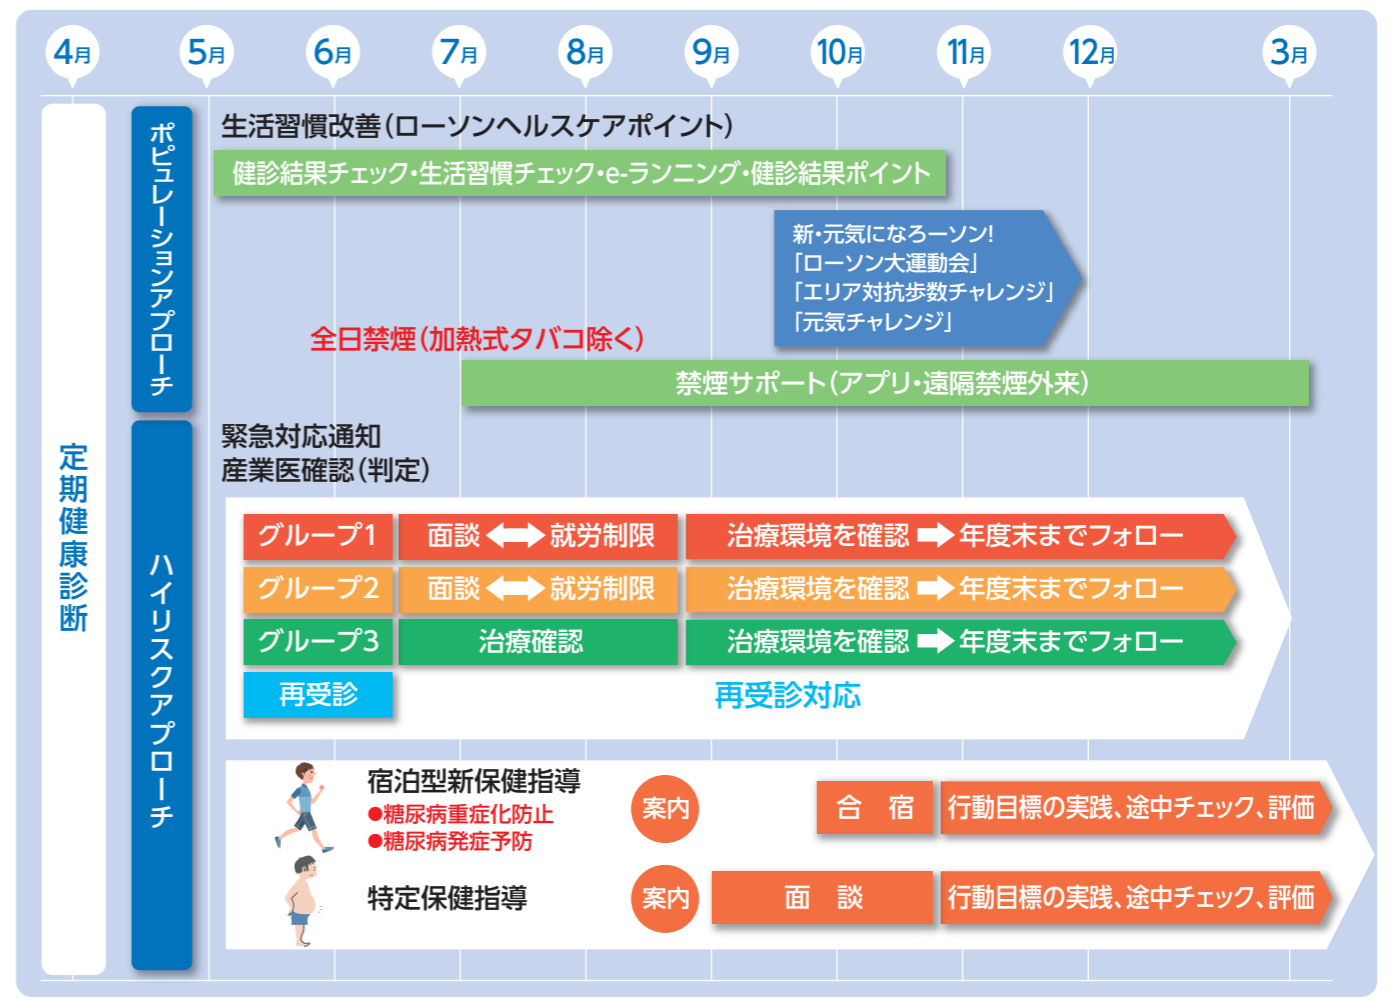 4月 5月 6月 7月 8月 9月 10月 11月 12月 3月
定期健康診断
ポピュレーションアプローチ
生活習慣改善(ローソンヘルスケアポイント)
健診結果チェック・生活習慣チェック・e-ランニング・健診結果ポイント
新・元気になろーソン!
「ローソン大運動会」
「エリア対抗歩数チャレンジ」
「元気チャレンジ」
全日禁煙(加熱式タバコ除く)
禁煙サポート(アプリ・遠隔禁煙外来)
ハイリスクアプローチ
緊急対応通知
産業医確認(判定)
グループ1 面談 就労制限 治療環境を確認 年度末までフォロー
グループ2 面談 就労制限 治療環境を確認 年度末までフォロー
グループ3 治療確認 治療環境を確認 年度末までフォロー
再受診 再受診対応
宿泊型新保健指導
●糖尿病重症化防止
●糖尿病発症予防
案内 合 宿 行動目標の実践、途中チェック、評価
特定保健指導 案内 面 談 行動目標の実践、途中チェック、評価